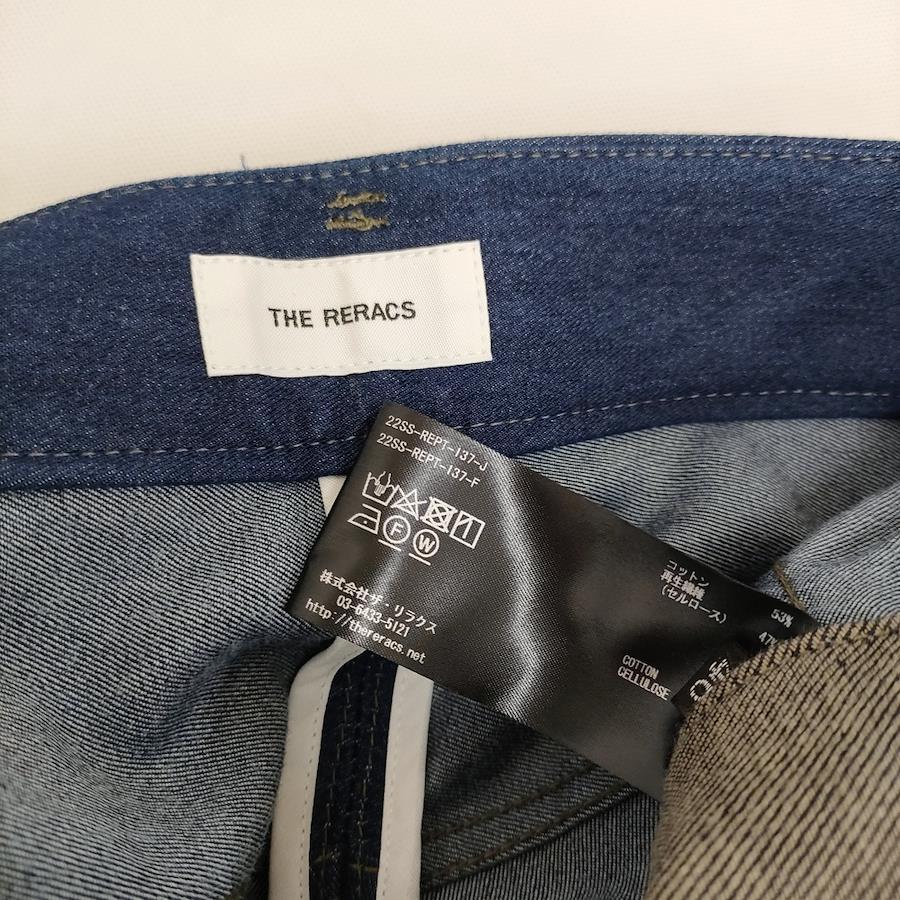 THE RERACS
22SS-REPT-137-J
22SS-REPT-137-F
F W
株式会社ザ・リラクス
03-6433-5121
http://thereracs.net
コットン 53%
再生繊維
(セルロース)
COTTON
CELLULOSE